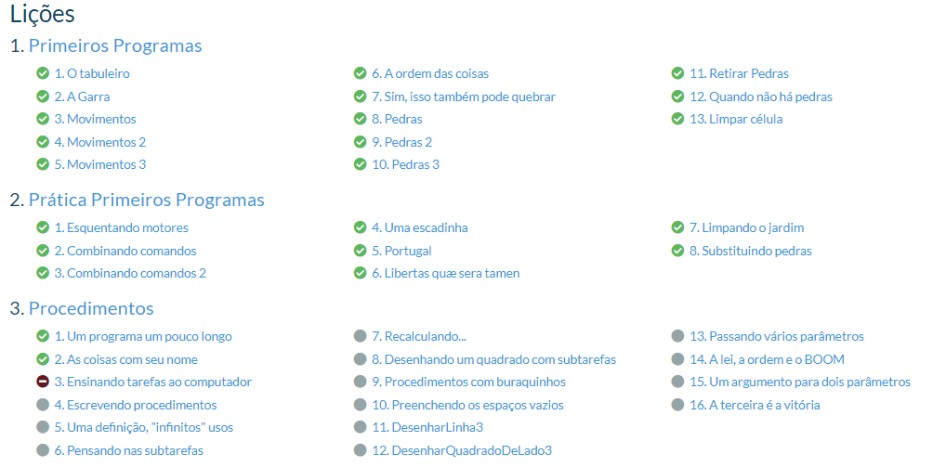 Lições
1. Primeiros Programas
1. O tabuleiro
2. A Garra
3. Movimentos
4. Movimentos 2
5. Movimentos 3
6. A ordem das coisas
7. Sim, isso também pode quebrar
8. Pedras
9. Pedras 2
10. Pedras 3
11. Retirar Pedras
12. Quando não há pedras
13. Limpar célula
2. Prática Primeiros Programas
1. Esquentando motores
2. Combinando comandos
3. Combinando comandos 2
4. Uma escadinha
5. Portugal
6. Libertas quæ sera tamen
7. Limpando o jardim
8. Substituindo pedras
3. Procedimentos
1. Um programa um pouco longo
2. As coisas com seu nome
3. Ensinando tarefas ao computador
4. Escrevendo procedimentos
5. Uma definição, "infinitos" usos
6. Pensando nas subtarefas
7. Recalculando...
8. Desenhando um quadrado com subtarefas
9. Procedimentos com buraquinhos
10. Preenchendo os espaços vazios
11. DesenharLinha3
12. DesenharQuadradoDeLado3
13. Passando vários parâmetros
14. A lei, a ordem e o BOOM
15. Um argumento para dois parâmetros
16. A terceira é a vitória